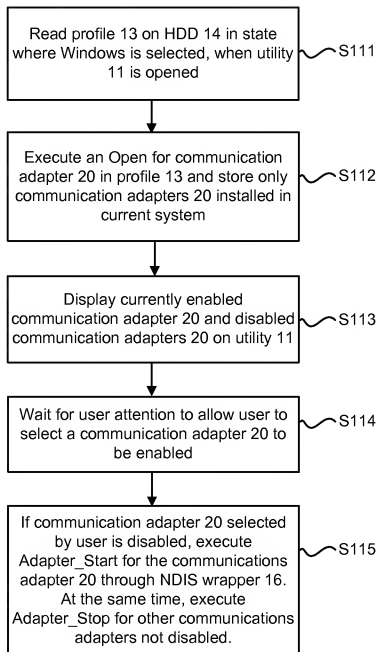 Read profile 13 on HDD 14 in state
where Windows is selected, when utility
11 is opened
S111
Execute an Open for communication
adapter 20 in profile 13 and store only
communication adapters 20 installed in
current system
S112
Display currently enabled
communication adapter 20 and disabled
communication adapters 20 on utility 11
S113
Wait for user attention to allow user to
select a communication adapter 20 to
be enabled
S114
If communication adapter 20 selected
by user is disabled, execute
Adapter_Start for the communications
adapter 20 through NDIS wrapper 16.
At the same time, execute
Adapter_Stop for other communications
adapters not disabled.
S115